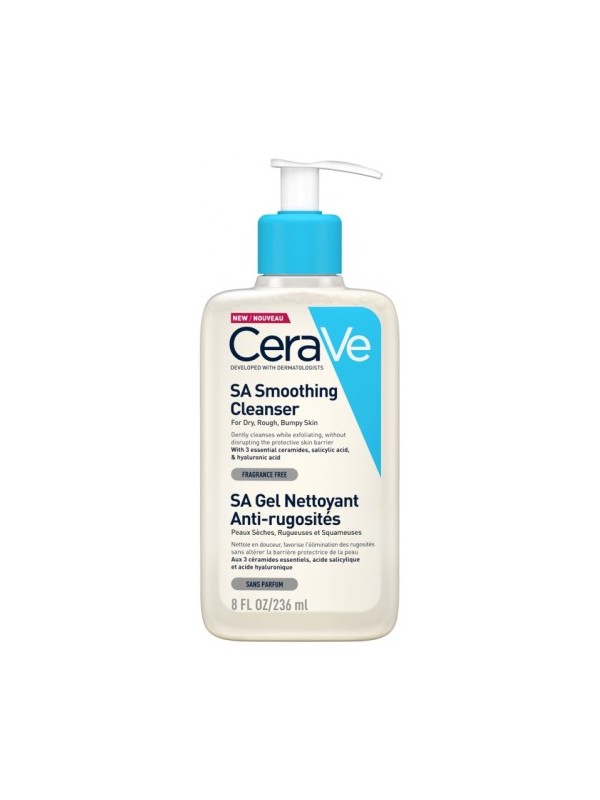 NEW / NOUVEAU
CeraVe
DEVELOPED WITH DERMATOLOGISTS
SA Smoothing
Cleanser
For Dry, Rough, Bumpy Skin
Gently cleanses while exfoliating, without
disrupting the protective skin barrier
With 3 essential ceramides, salicylic acid,
& hyaluronic acid
FRAGRANCE FREE
SA Gel Nettoyant
Anti-rugosités
Peaux Sèches, Rugueuses et Squameuses
Nettoie en douceur, favorise l'élimination des rugosités
sans altérer la barrière protectrice de la peau
Aux 3 céramides essentiels, acide salicylique
et acide hyaluronique
SANS PARFUM
8 FL OZ/236 ml